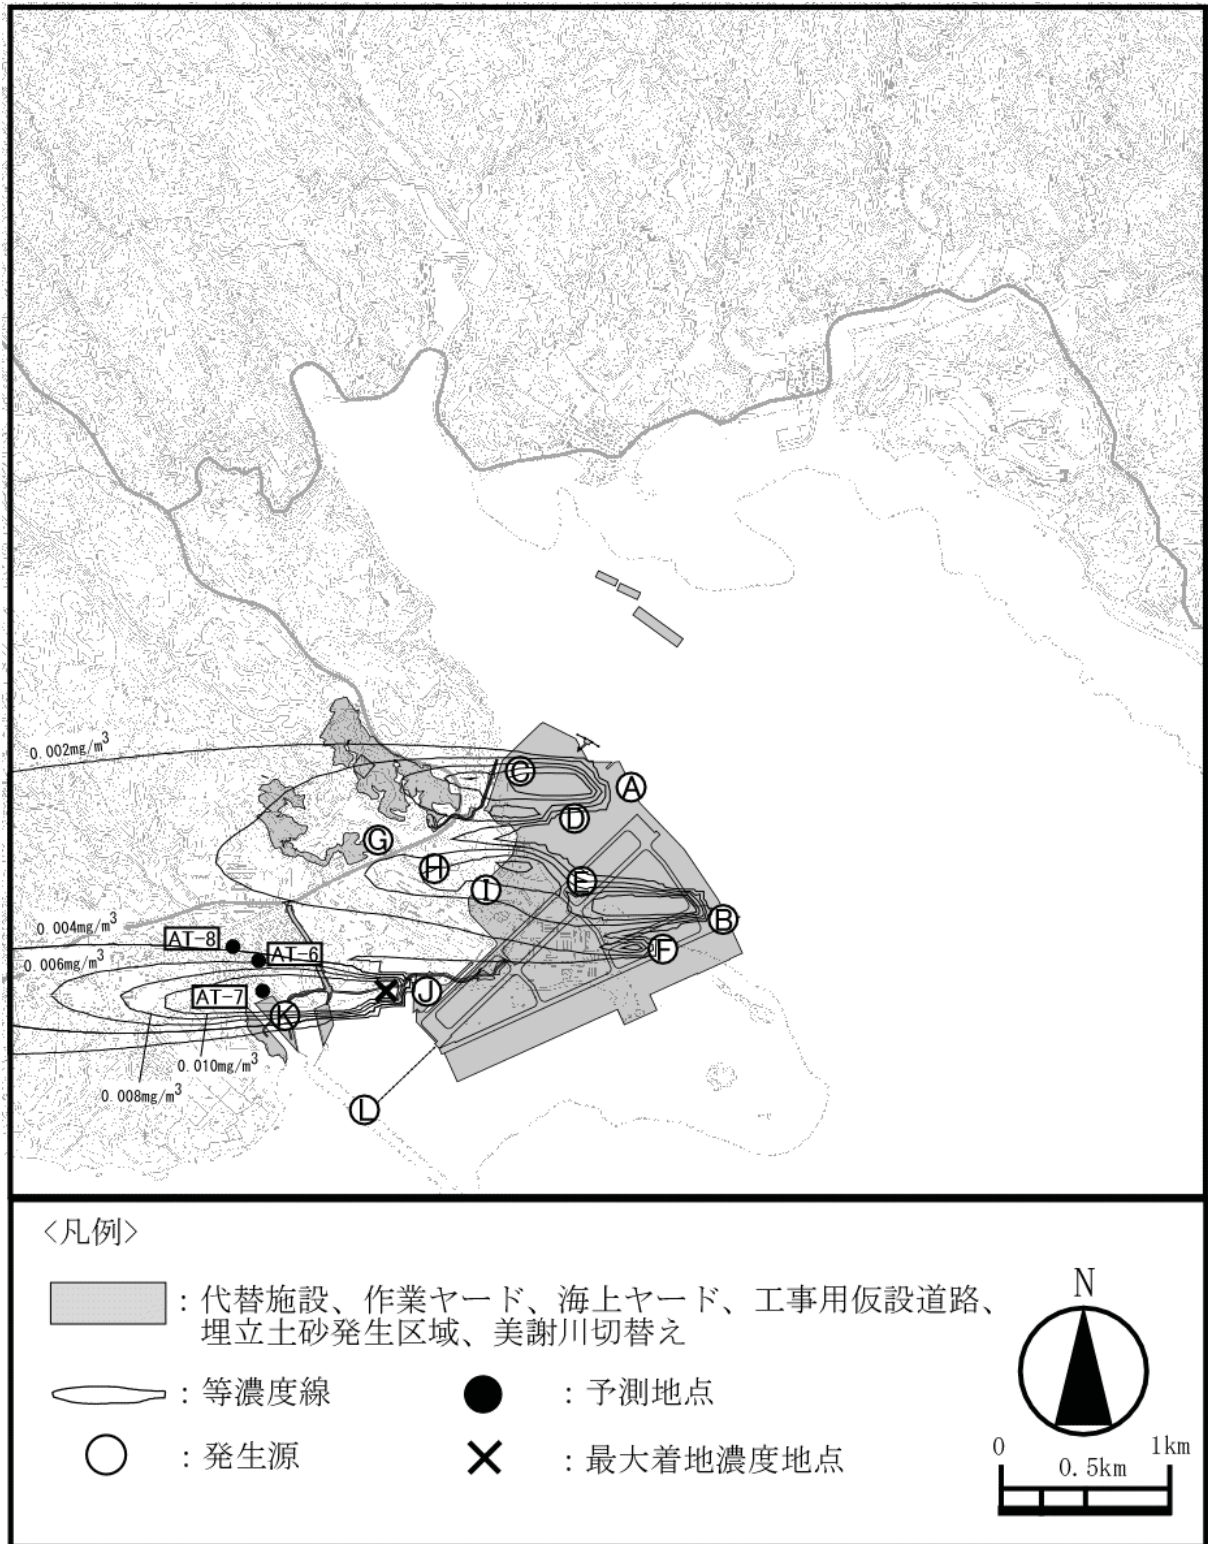 0.002mg/m3
C
A
D
G
H
E
I
B
0.004mg/m3
AT-8
F
AT-6
0.006mg/m3
J
AT-7
K
0.010mg/m3
0.008mg/m3
L
<凡例>
：代替施設、作業ヤード、海上ヤード、工事用仮設道路、
埋立土砂発生区域、美謝川切替え
：等濃度線
：予測地点
：発生源
：最大着地濃度地点
N
0
1km
0.5km